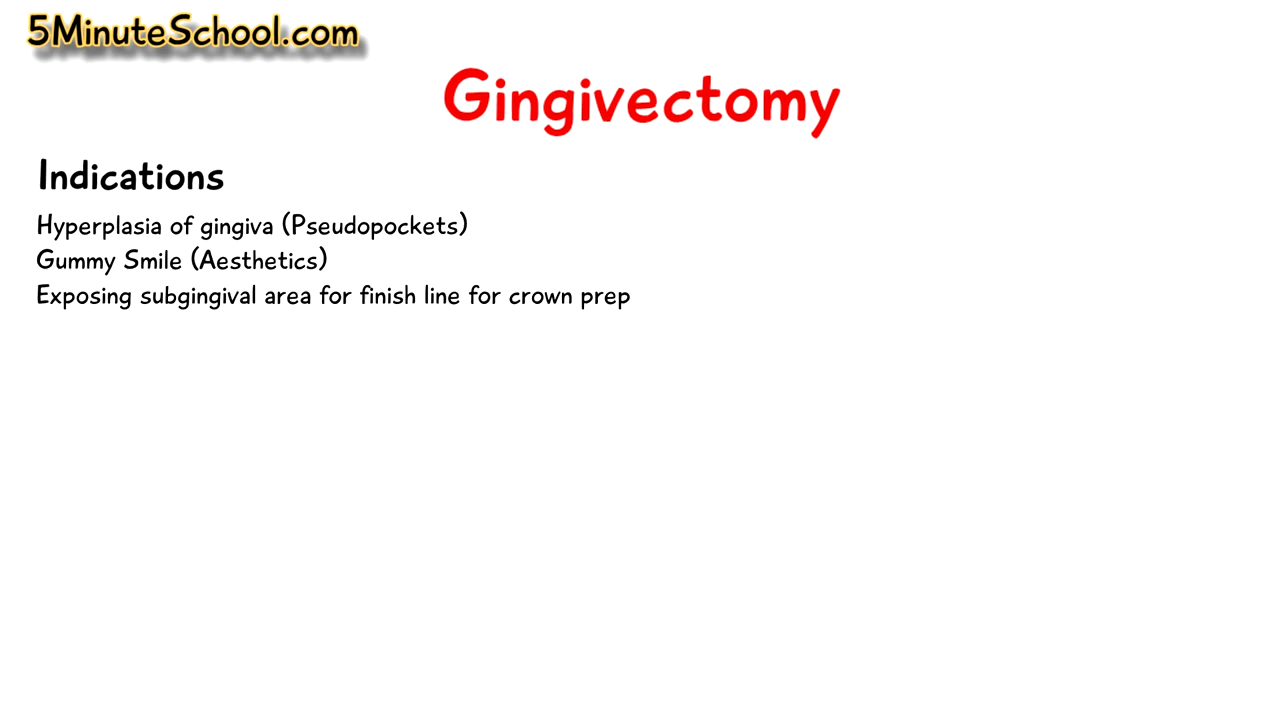 5MinuteSchool.com
Gingivectomy
Indications
Hyperplasia of gingiva (Pseudopockets)
Gummy Smile (Aesthetics)
Exposing subgingival area for finish line for crown prep